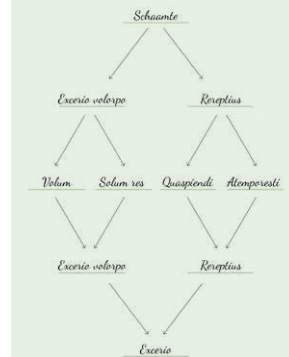 Schaamte
Excerio volorpo Rereptius
Volum Solum res Quaspiendi Atemporesti
Excerio volorpo Rereptius
Excerio